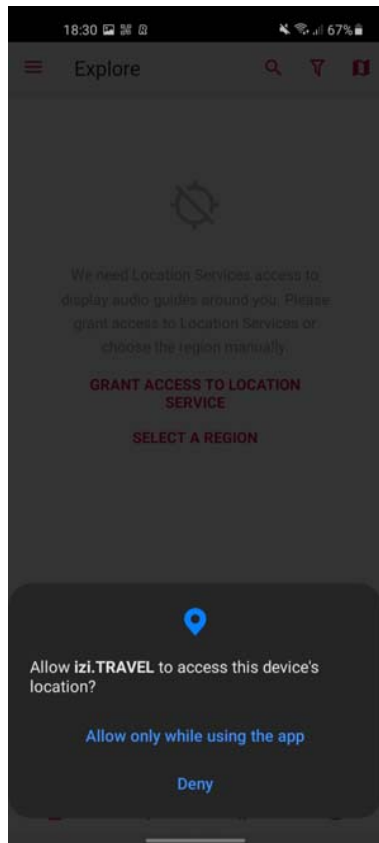 18:30 67%
Explore
We need Location Services access to
display audio guides around you. Please
grant access to Location Services or
choose the region manually.
GRANT ACCESS TO LOCATION
SERVICE
SELECT A REGION
Allow izi.TRAVEL to access this device's
location?
Allow only while using the app
Deny